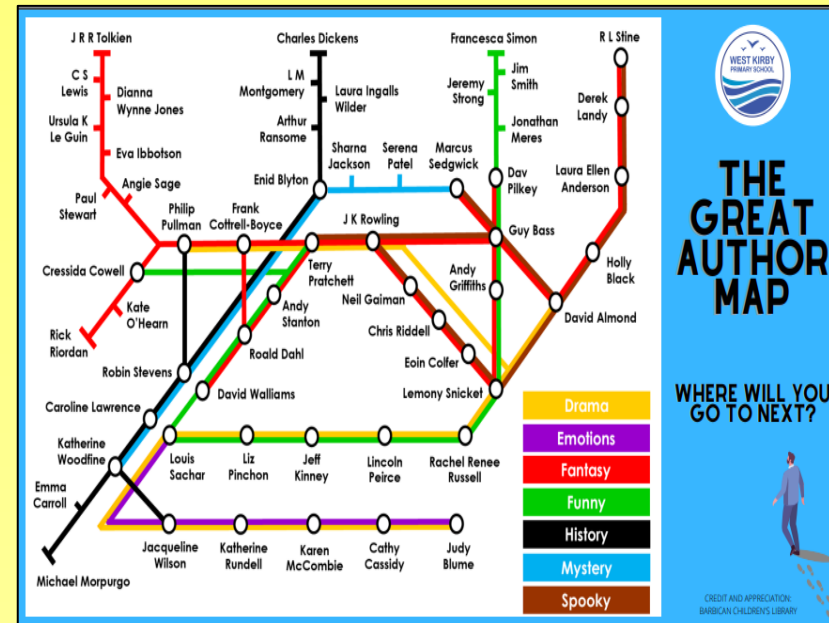 J R R Tolkien
Charles Dickens
Francesca Simon
R L Stine
C S
Lewis
Dianna
Wynne Jones
Ursula K
Le Guin
Eva Ibbotson
Paul
Stewart
Angie Sage
L M
Montgomery
Laura Ingalls
Wilder
Arthur
Ransome
Jim
Smith
Jeremy
Strong
Jonathan
Meres
Derek
Landy
Laura Ellen
Anderson
Sharna
Jackson
Serena
Patel
Marcus
Sedgwick
Dav
Pilkey
Enid Blyton
Philip
Pullman
Frank
Cottrell-Boyce
J K Rowling
Guy Bass
Holly
Black
Cressida Cowell
Terry
Pratchett
Andy
Griffiths
Neil Gaiman
David Almond
Kate
O'Hearn
Andy
Stanton
Chris Riddell
Rick
Riordan
Roald Dahl
Eoin Colfer
Robin Stevens
David Walliams
Lemony Snicket
Caroline Lawrence
Katherine
Woodfine
Louis
Sachar
Liz
Pinchon
Jeff
Kinney
Lincoln
Peirce
Rachel Renee
Russell
Emma
Carroll
Michael Morpurgo
Jacqueline
Wilson
Katherine
Rundell
Karen
McCombie
Cathy
Cassidy
Judy
Blume
Drama
Emotions
Fantasy
Funny
History
Mystery
Spooky
WEST KIRBY
PRIMARY SCHOOL
THE
GREAT
AUTHOR
MAP
WHERE WILL YOU
GO TO NEXT?
CREDIT AND APPRECIATION:
BARBICAN CHILDREN'S LIBRARY